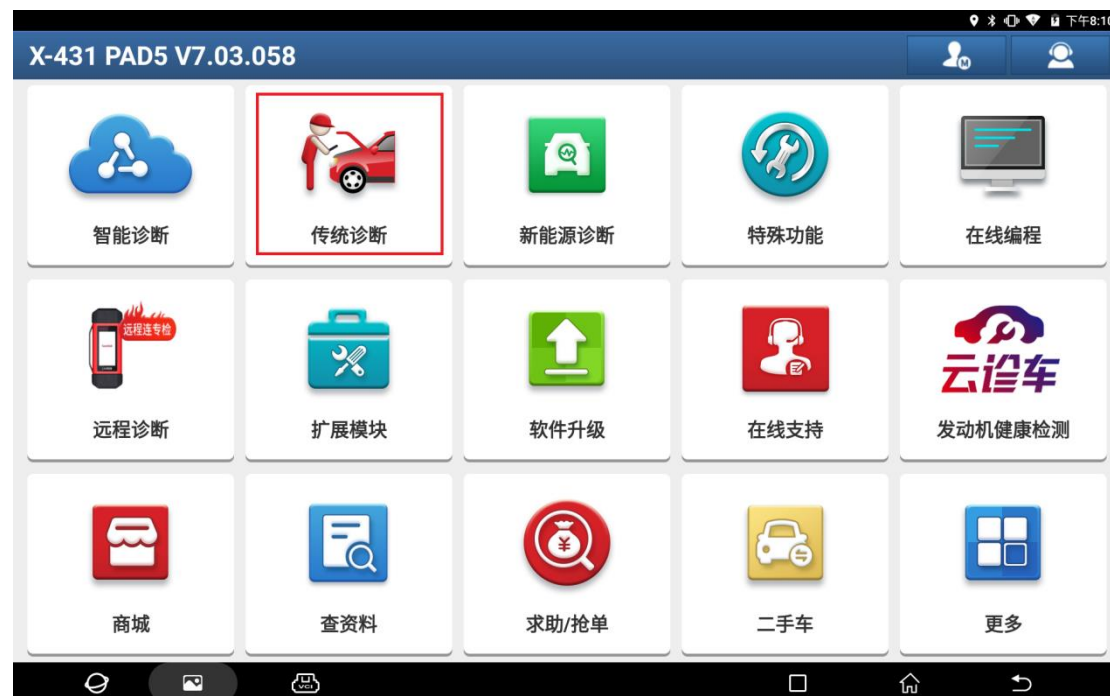 下午8:10
X-431 PAD5 V7.03.058
智能诊断
传统诊断
新能源诊断
特殊功能
在线编程
远程连专检
远程诊断
扩展模块
软件升级
在线支持
云诊车
发动机健康检测
商城
查资料
求助/抢单
二手车
更多
VCI